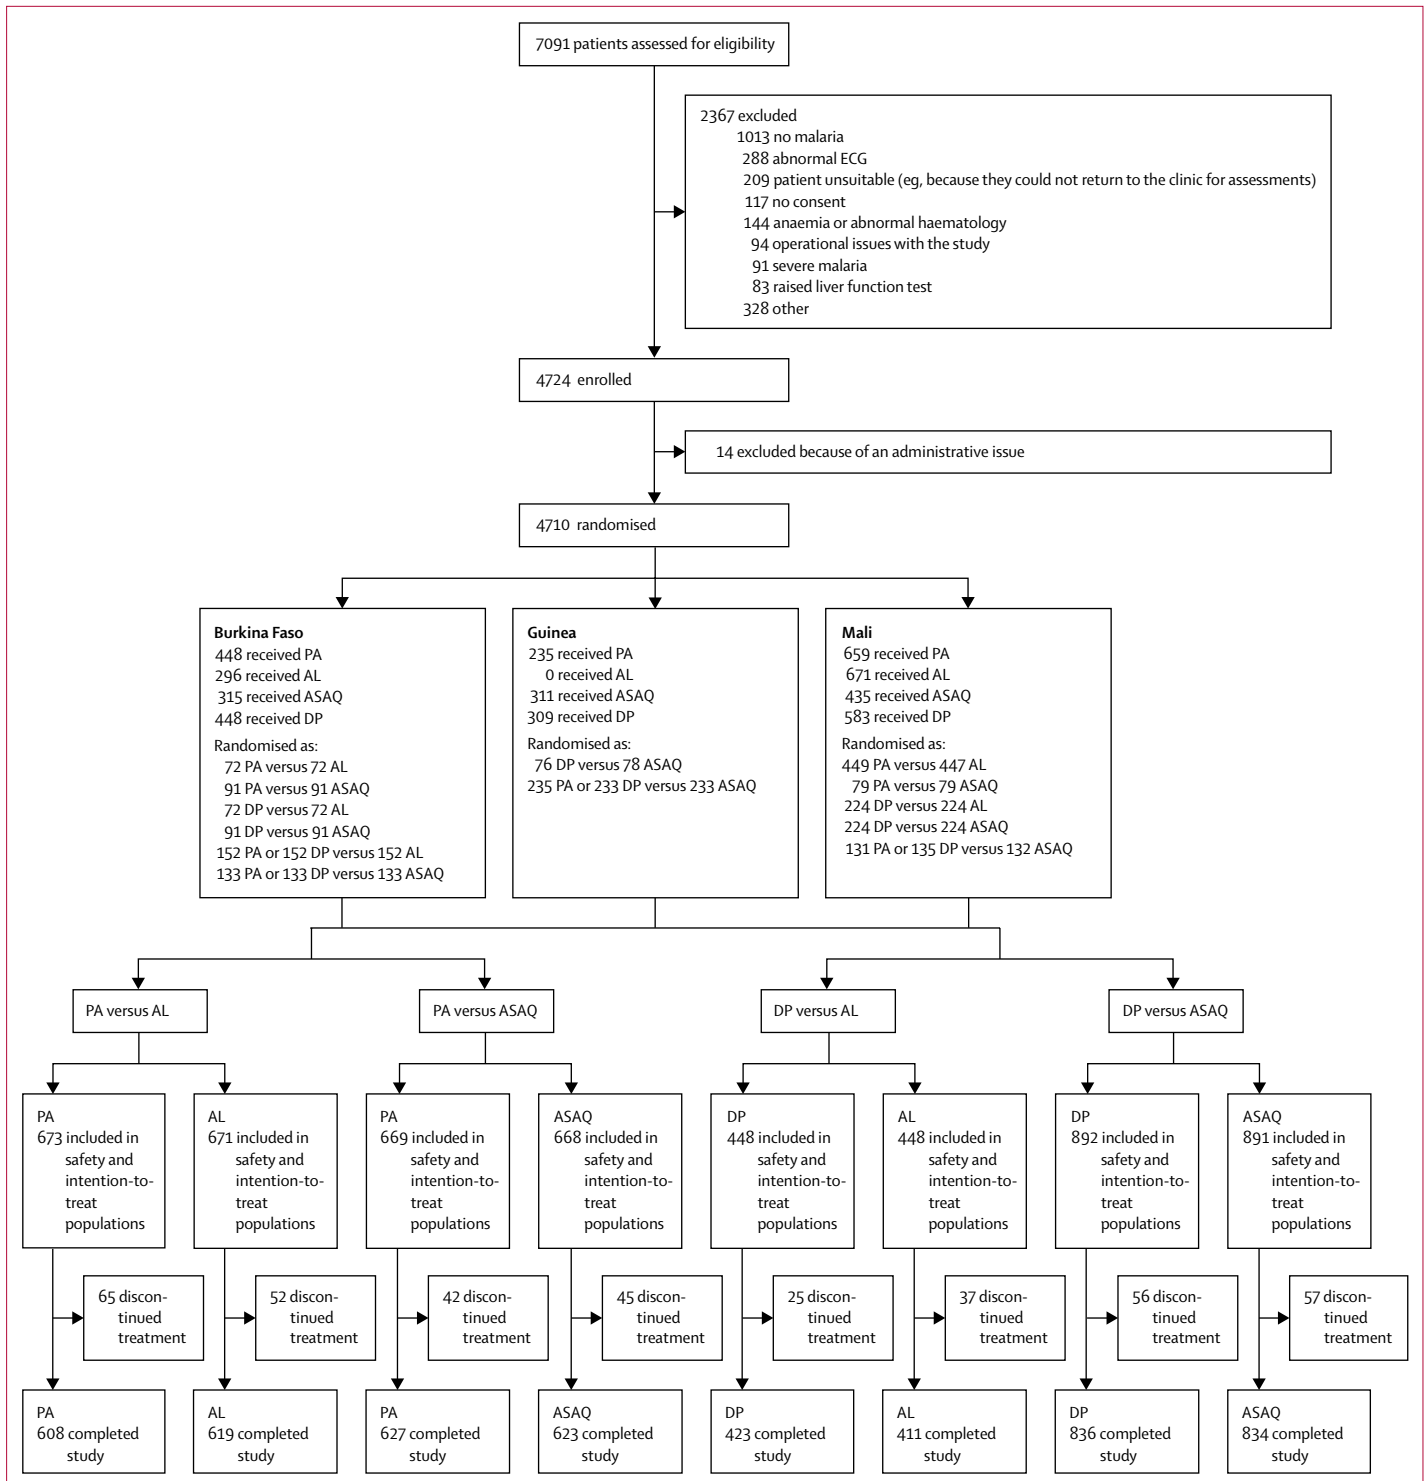 7091 patients assessed for eligibility
2367 excluded
1013 no malaria
288 abnormal ECG
209 patient unsuitable (eg, because they could not return to the clinic for assessments)
117 no consent
144 anaemia or abnormal haematology
94 operational issues with the study
91 severe malaria
83 raised liver function test
328 other
4724 enrolled
14 excluded because of an administrative issue
4710 randomised
Burkina Faso
448 received PA
296 received AL
315 received ASAQ
448 received DP
Randomised as:
72 PA versus 72 AL
91 PA versus 91 ASAQ
72 DP versus 72 AL
91 DP versus 91 ASAQ
152 PA or 152 DP versus 152 AL
133 PA or 133 DP versus 133 ASAQ
Guinea
235 received PA
0 received AL
311 received ASAQ
309 received DP
Randomised as:
76 DP versus 78 ASAQ
235 PA or 233 DP versus 233 ASAQ
Mali
659 received PA
671 received AL
435 received ASAQ
583 received DP
Randomised as:
449 PA versus 447 AL
79 PA versus 79 ASAQ
224 DP versus 224 AL
224 DP versus 224 ASAQ
131 PA or 135 DP versus 132 ASAQ
PA versus AL
PA versus ASAQ
DP versus AL
DP versus ASAQ
PA
673 included in
safety and
intention-to-
treat
populations
AL
671 included in
safety and
intention-to-
treat
populations
PA
669 included in
safety and
intention-to-
treat
populations
ASAQ
668 included in
safety and
intention-to-
treat
populations
DP
448 included in
safety and
intention-to-
treat
populations
AL
448 included in
safety and
intention-to-
treat
populations
DP
892 included in
safety and
intention-to-
treat
populations
ASAQ
891 included in
safety and
intention-to-
treat
populations
65 discon-
tinued
treatment
52 discon-
tinued
treatment
42 discon-
tinued
treatment
45 discon-
tinued
treatment
25 discon-
tinued
treatment
37 discon-
tinued
treatment
56 discon-
tinued
treatment
57 discon-
tinued
treatment
PA
608 completed
study
AL
619 completed
study
PA
627 completed
study
ASAQ
623 completed
study
DP
423 completed
study
AL
411 completed
study
DP
836 completed
study
ASAQ
834 completed
study